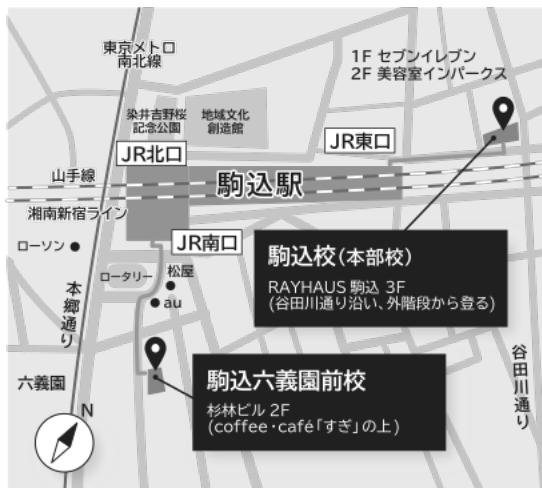 東京メトロ
南北線
1F セブンイレブン
2F 美容室インパークス
染井吉野桜
記念公園
地域文化
創造館
JR北口
JR東口
山手線
駒込駅
湘南新宿ライン
JR南口
ローソン
駒込校(本部校)
RAYHAUS 駒込 3F
(谷田川通り沿い、外階段から登る)
ロータリー
松屋
au
本郷通り
谷田川通り
六義園
駒込六義園前校
杉林ビル 2F
(coffee・café「すぎ」の上)
N